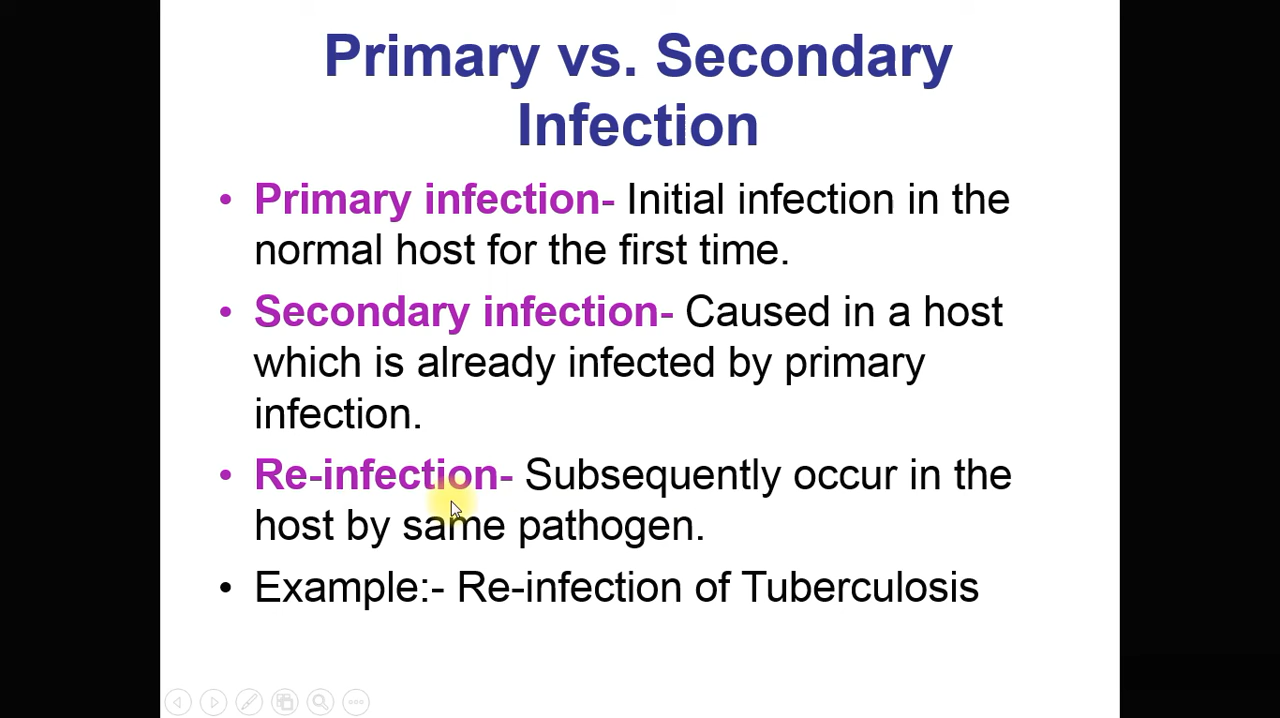 Primary vs. Secondary
Infection
• Primary infection- Initial infection in the
normal host for the first time.
• Secondary infection- Caused in a host
which is already infected by primary
infection.
• Re-infection- Subsequently occur in the
host by same pathogen.
• Example:- Re-infection of Tuberculosis